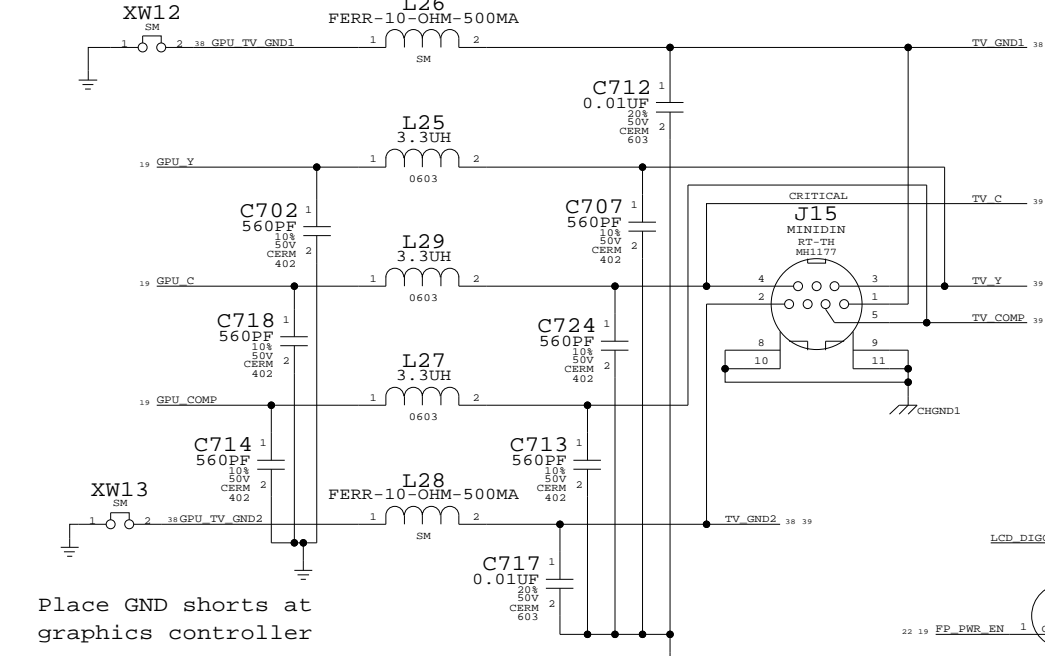 L26
FERR-10-OHM-500MA
XW12
SM
1 2 38 GPU_TV_GND1 1 2 TV_GND1 38
SM
C712 1
0.01UF
20%
50V
CERM 2
603
L25
3.3UH
19 GPU_Y 1 2
0603
CRITICAL
TV_C 39
J15
MINIDIN
RT-TH
MH1177
C702 1
560PF
10%
50V
CERM 2
402
C707 1
560PF
10%
50V
CERM 2
402
L29
3.3UH
19 GPU_C 1 2 4 3 TV_Y 39
0603
2 1
5 TV_COMP 39
C718 1
560PF
10%
50V
CERM 2
402
C724 1
560PF
10%
50V
CERM 2
402
8 9
10 11
CHGND1
L27
3.3UH
19 GPU_COMP 1 2
0603
C714 1
560PF
10%
50V
CERM 2
402
C713 1
560PF
10%
50V
CERM 2
402
L28
FERR-10-OHM-500MA
XW13
SM
1 2 38 GPU_TV_GND2 1 2 TV_GND2 38 39
SM
LCD_DIG
C717 1
0.01UF
20%
50V
CERM 2
603
Place GND shorts at
graphics controller
22 19 FP_PWR_EN 1